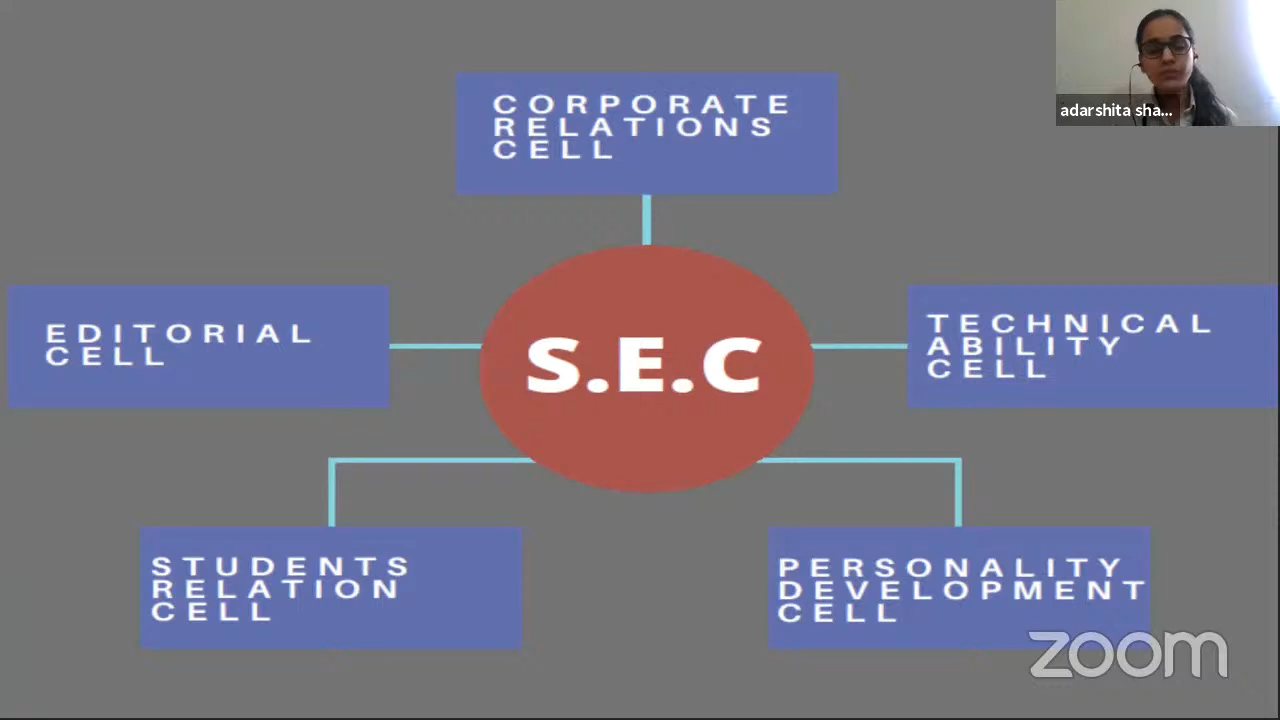 CORPORATE
RELATIONS
CELL
adarshita sha...
EDITORIAL
CELL
S.E.C
TECHNICAL
ABILITY
CELL
STUDENTS
RELATION
CELL
PERSONALITY
DEVELOPMENT
CELL
zoom